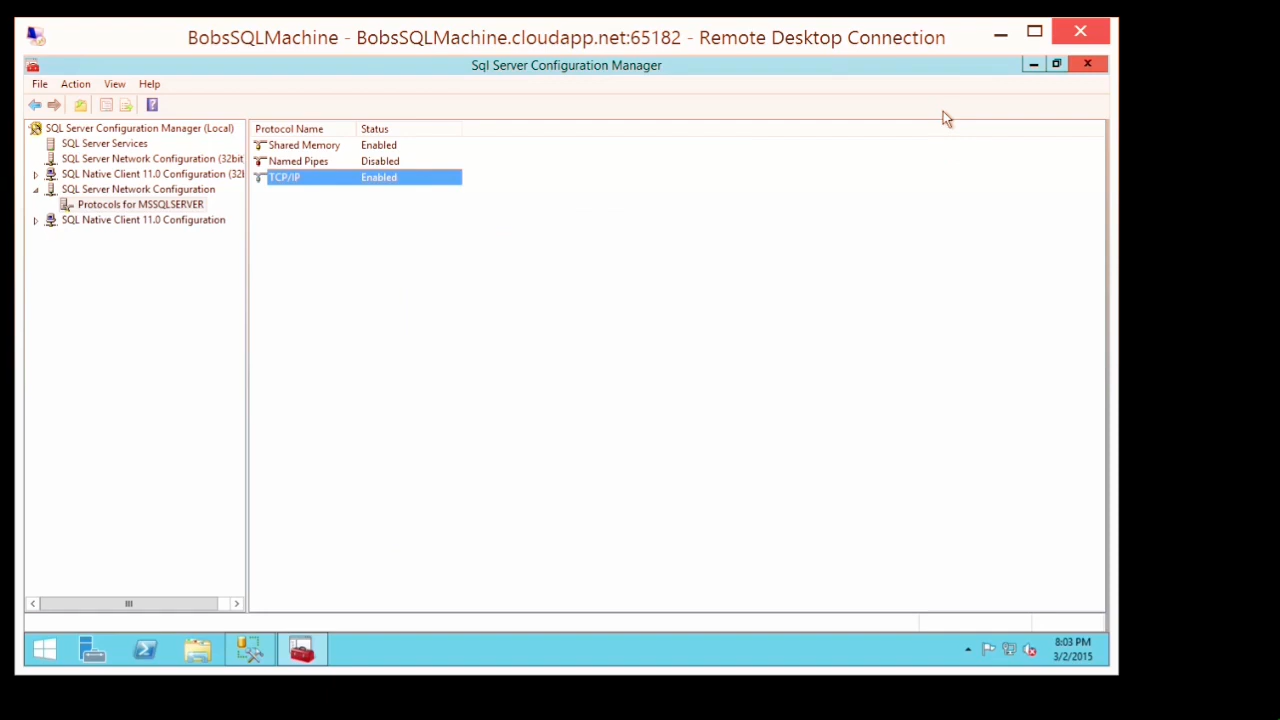 BobsSQLMachine - BobsSQLMachine.cloudapp.net:65182 - Remote Desktop Connection
Sql Server Configuration Manager
File Action View Help
SQL Server Configuration Manager (Local)
SQL Server Services
SQL Server Network Configuration (32bit
SQL Native Client 11.0 Configuration (32
SQL Server Network Configuration
Protocols for MSSQLSERVER
SQL Native Client 11.0 Configuration
Protocol Name Status
Shared Memory Enabled
Named Pipes Disabled
TCP/IP Enabled
8:03 PM
3/2/2015